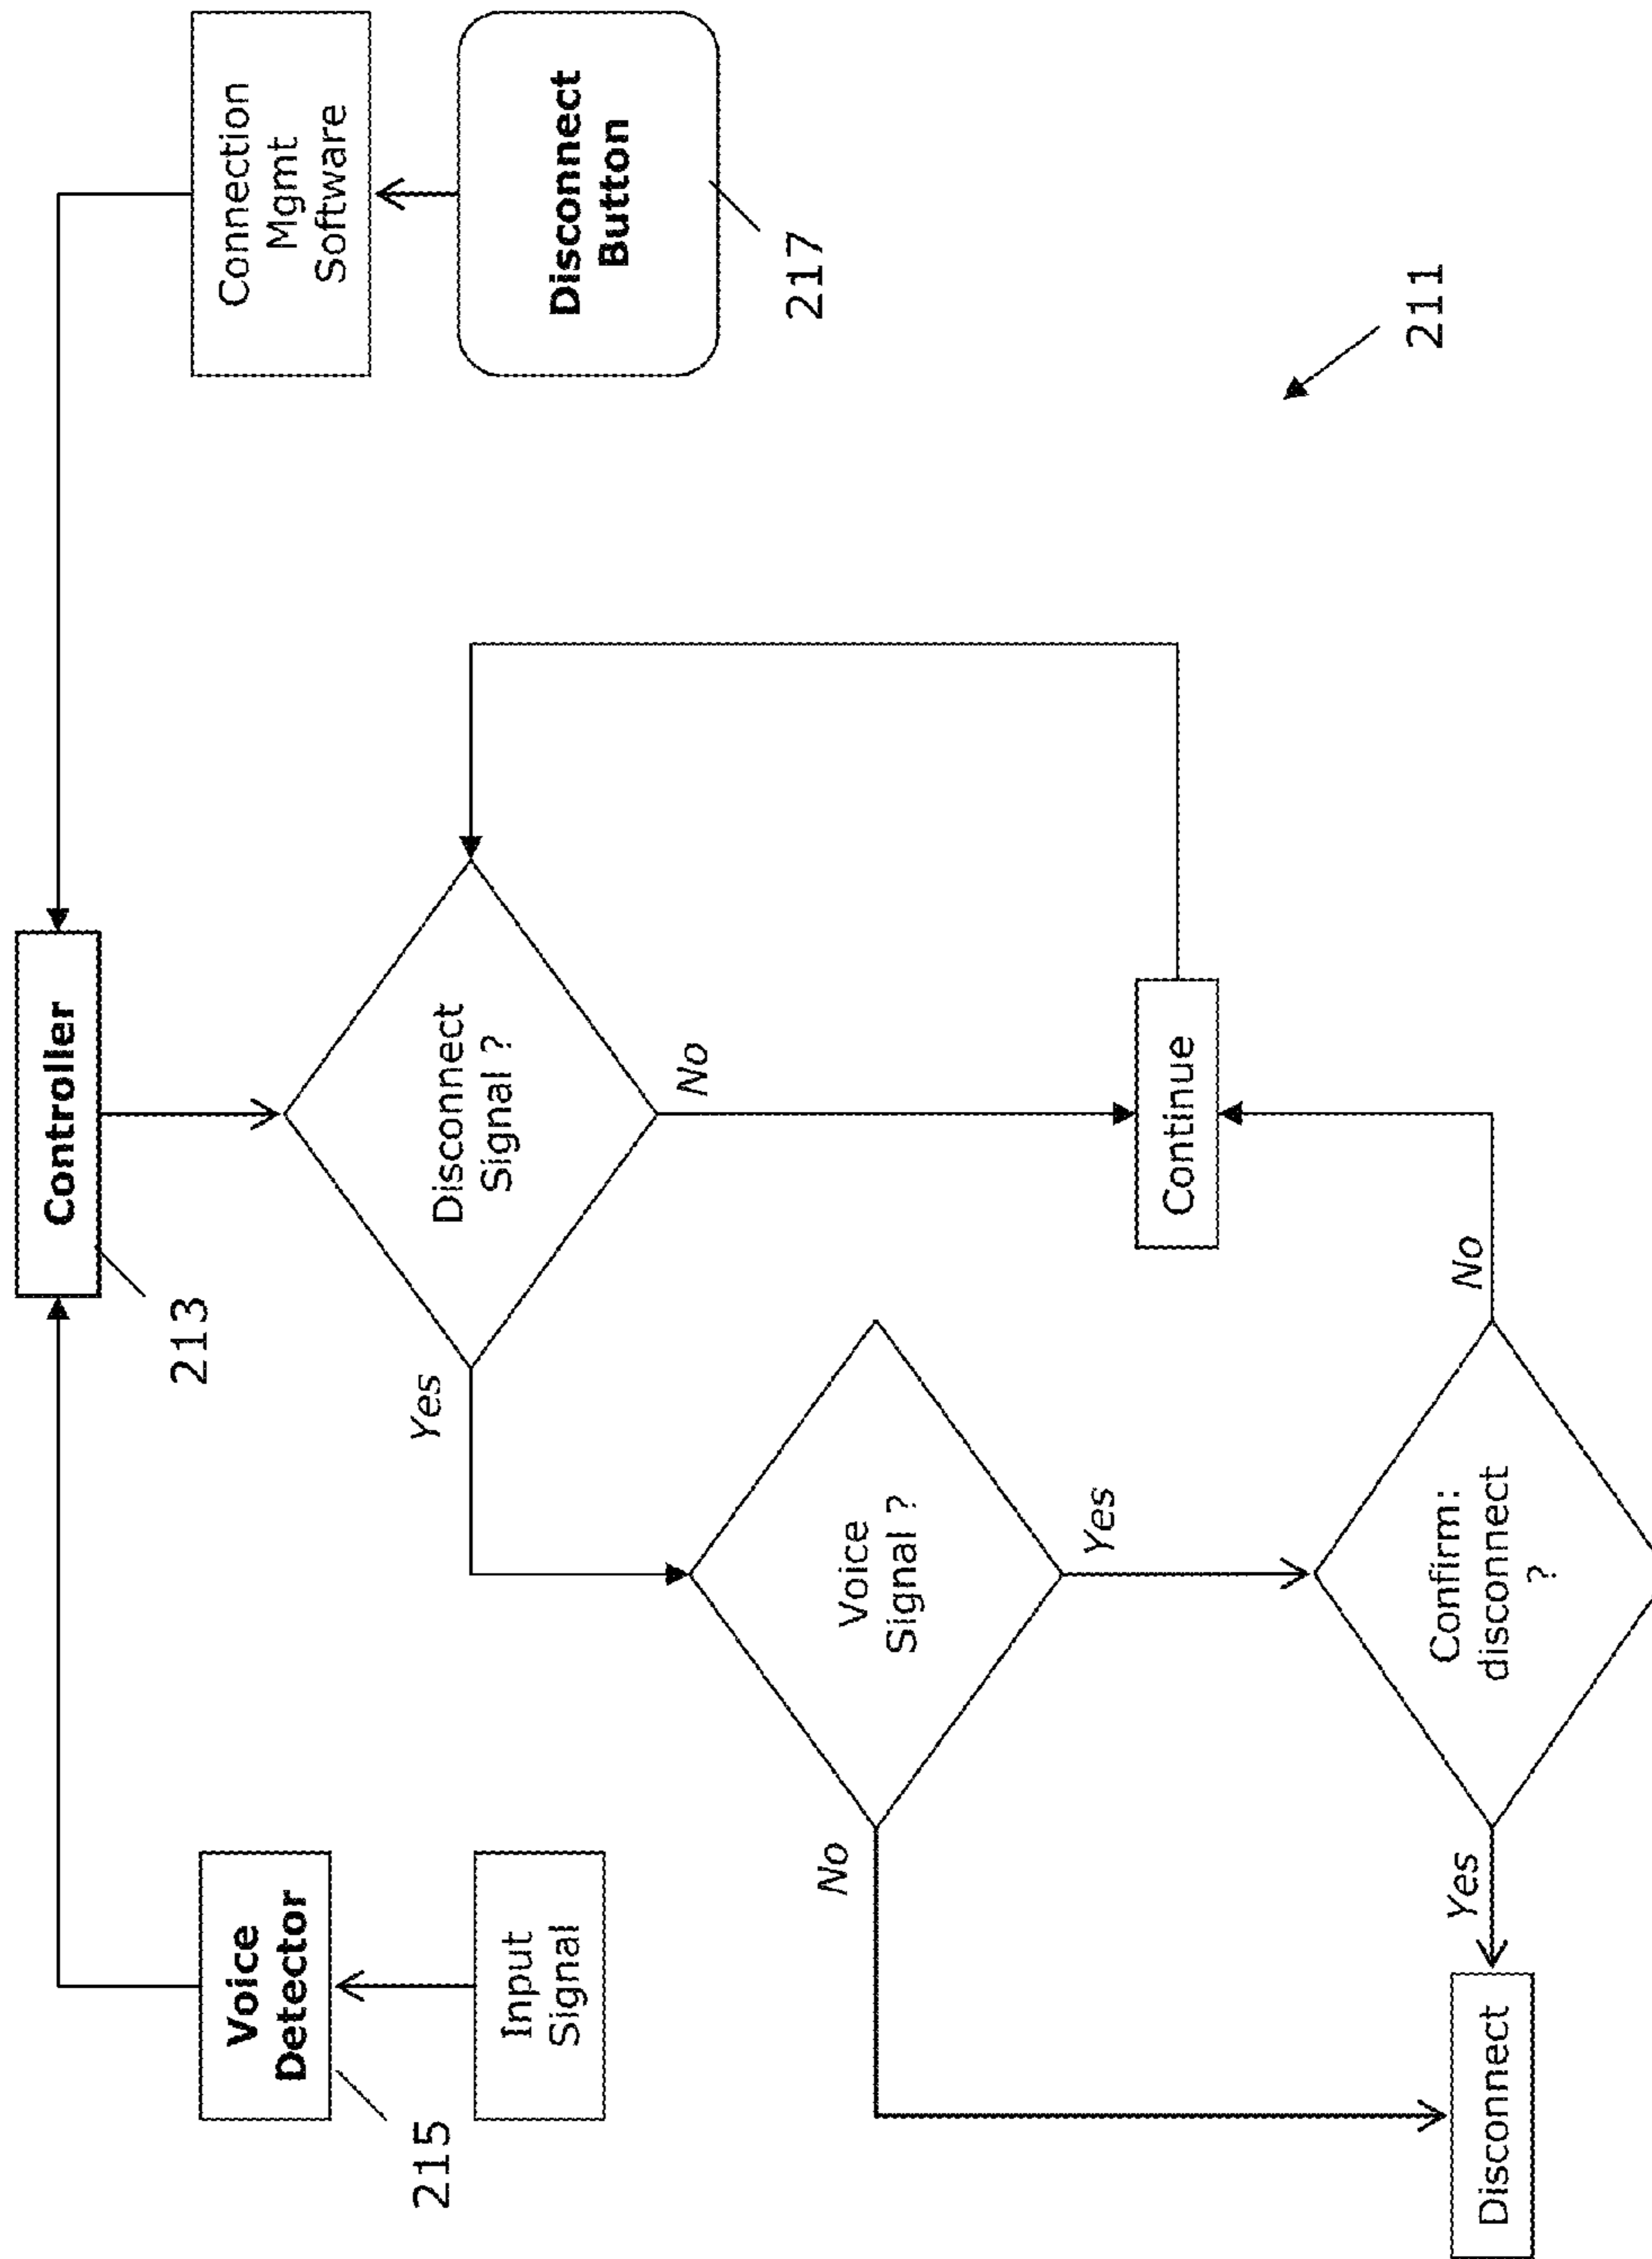 Controller
213
Voice
Detector
215
Input
Signal
Connection
Mgmt
Software
Disconnect
Button
217
Disconnect
Signal ?
Yes
No
Voice
Signal ?
No
Yes
Continue
Confirm:
disconnect
?
Yes
No
Disconnect
211